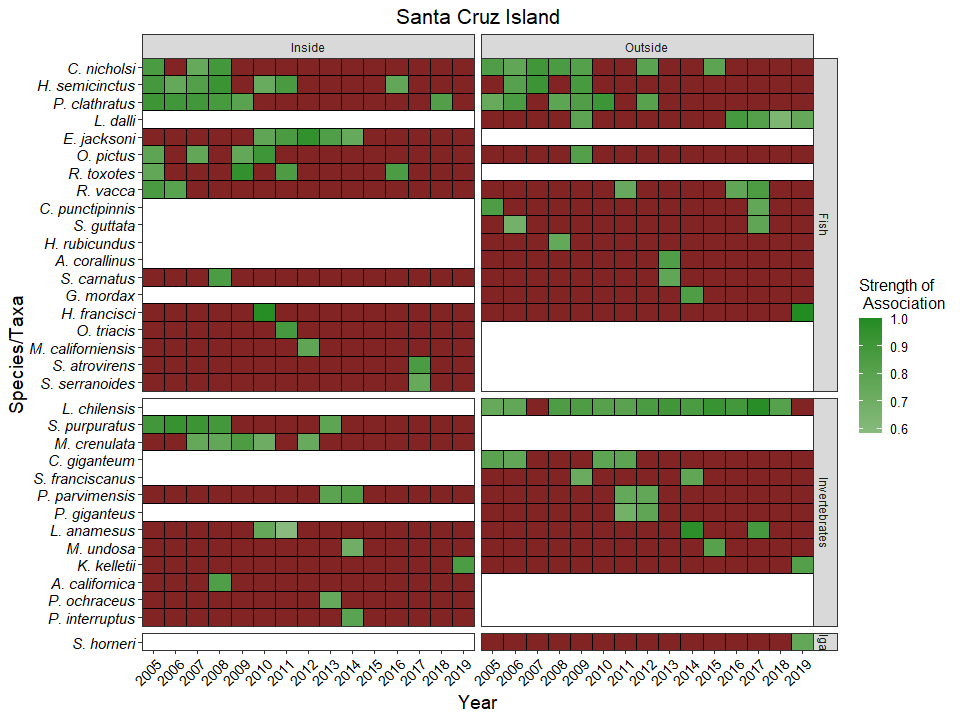 Santa Cruz Island
Inside
Outside
Species/Taxa
C. nicholsi
H. semicinctus
P. clathratus
L. dalli
E. jacksoni
O. pictus
R. toxotes
R. vacca
C. punctipinnis
S. guttata
H. rubicundus
A. corallinus
S. carnatus
G. mordax
H. francisci
O. triacis
M. californiensis
S. atrovirens
S. serranoides
Fish
L. chilensis
S. purpuratus
M. crenulata
C. giganteum
S. franciscanus
P. parvimensis
P. giganteus
L. anamesus
M. undosa
K. kelletii
A. californica
P. ochraceus
P. interruptus
Invertebrates
S. horneri
lga
2005 2006 2007 2008 2009 2010 2011 2012 2013 2014 2015 2016 2017 2018 2019
2005 2006 2007 2008 2009 2010 2011 2012 2013 2014 2015 2016 2017 2018 2019
Year
Strength of
Association
1.0
0.9
0.8
0.7
0.6